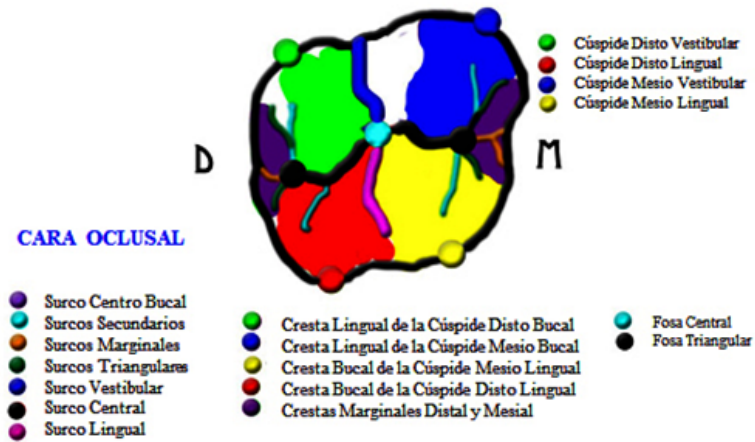 Cúspide Disto Vestibular
Cúspide Disto Lingual
Cúspide Mesio Vestibular
Cúspide Mesio Lingual
D
M
CARA OCLUSAL
Surco Centro Bucal
Surcos Secundarios
Surcos Marginales
Surcos Triangulares
Surco Vestibular
Surco Central
Surco Lingual
Cresta Lingual de la Cúspide Disto Bucal
Cresta Lingual de la Cúspide Mesio Bucal
Cresta Bucal de la Cúspide Mesio Lingual
Cresta Bucal de la Cúspide Disto Lingual
Crestas Marginales Distal y Mesial
Fosa Central
Fosa Triangular